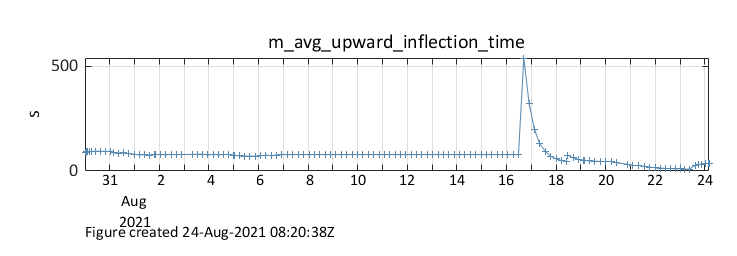 m_avg_upward_inflection_time
500
s
0
31 2 4 6 8 10 12 14 16 18 20 22 24
Aug
2021
Figure created 24-Aug-2021 08:20:38Z